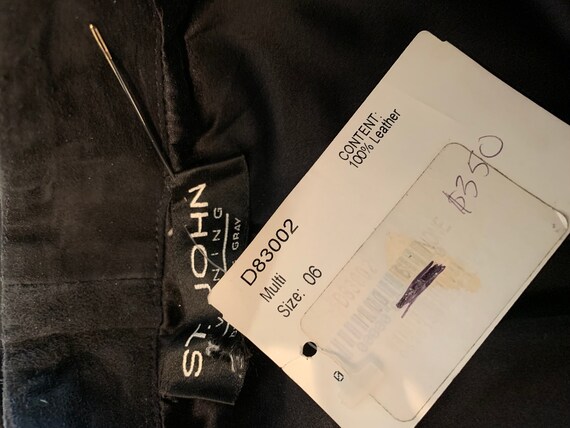 ST. JOHN
GRAY
D83002
Multi
Size: 06
CONTENT:
100% Leather
$350